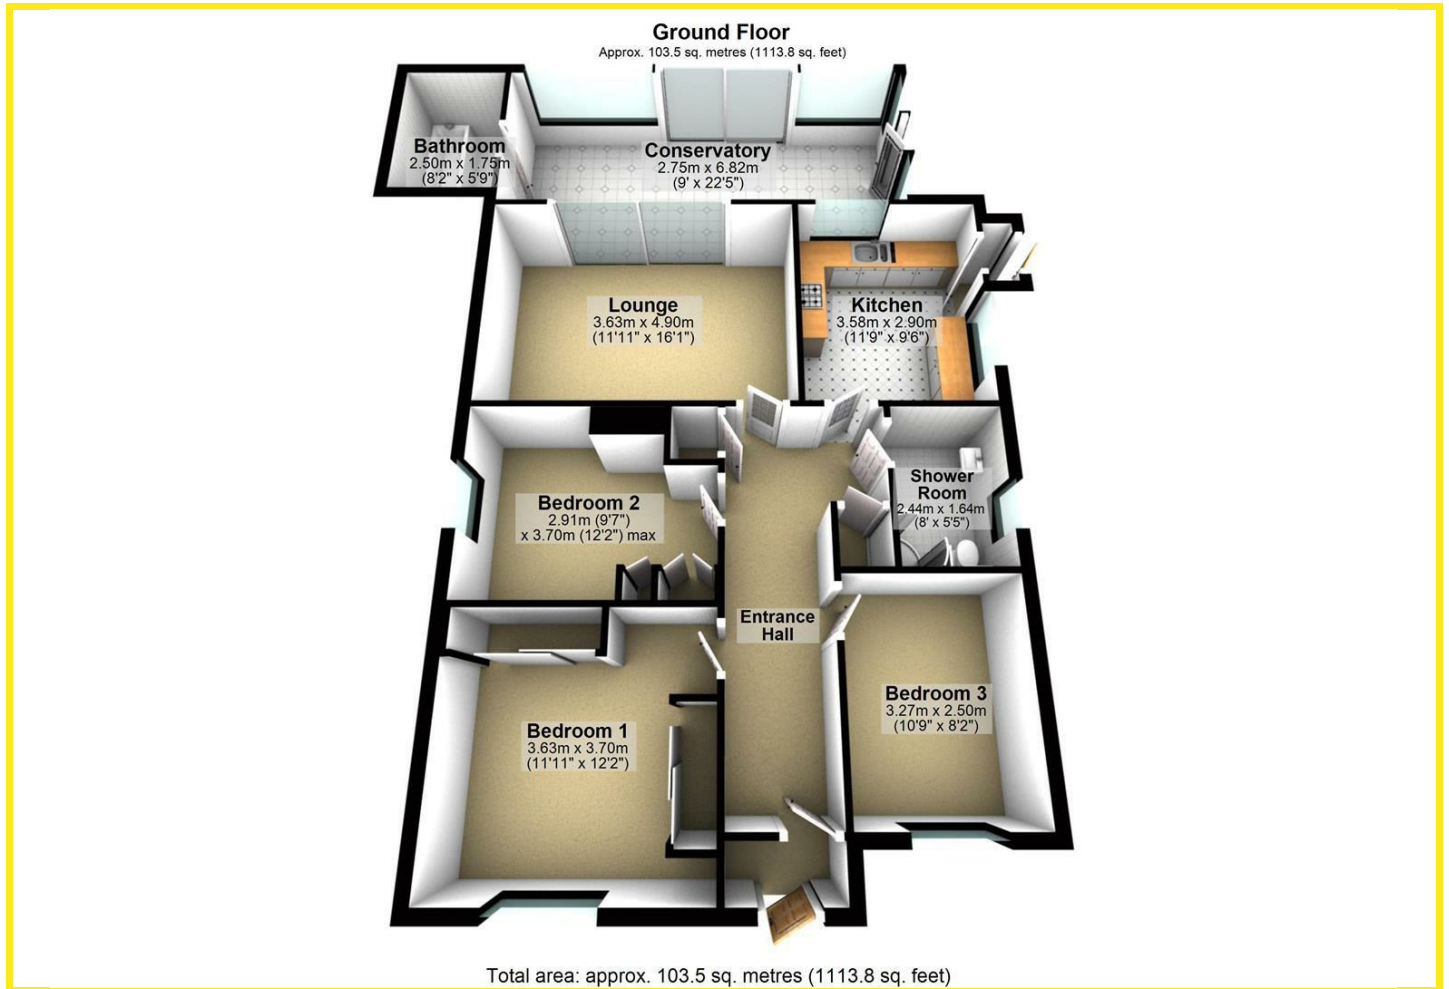 Ground Floor
Approx. 103.5 sq. metres (1113.8 sq. feet)
Bathroom
2.50m x 1.75m
(8'2" x 5'9")
Conservatory
2.75m x 6.82m
(9' x 22'5")
Lounge
3.63m x 4.90m
(11'11" x 16'1")
Kitchen
3.58m x 2.90m
(11'9" x 9'6")
Bedroom 2
2.91m (9'7")
x 3.70m (12'2") max
Shower
Room
2.44m x 1.64m
(8' x 5'5")
Entrance
Hall
Bedroom 1
3.63m x 3.70m
(11'11" x 12'2")
Bedroom 3
3.27m x 2.50m
(10'9" x 8'2")
Total area: approx. 103.5 sq. metres (1113.8 sq. feet)